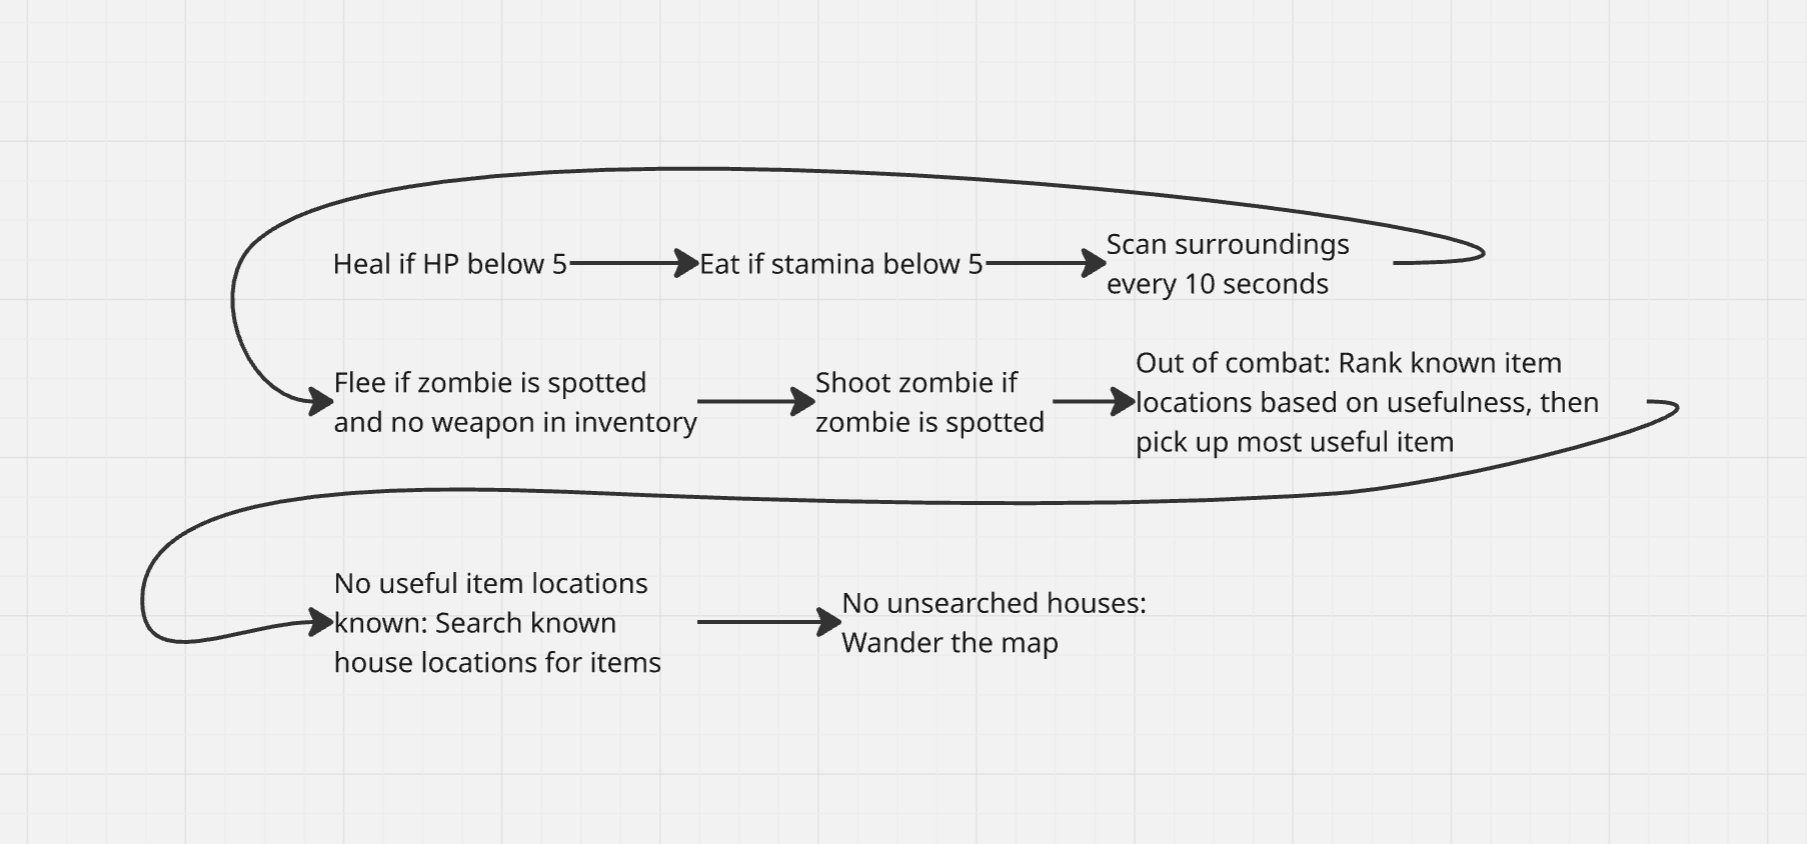 Heal if HP below 5
Eat if stamina below 5
Scan surroundings
every 10 seconds
Flee if zombie is spotted
and no weapon in inventory
Shoot zombie if
zombie is spotted
Out of combat: Rank known item
locations based on usefulness, then
pick up most useful item
No useful item locations
known: Search known
house locations for items
No unsearched houses:
Wander the map